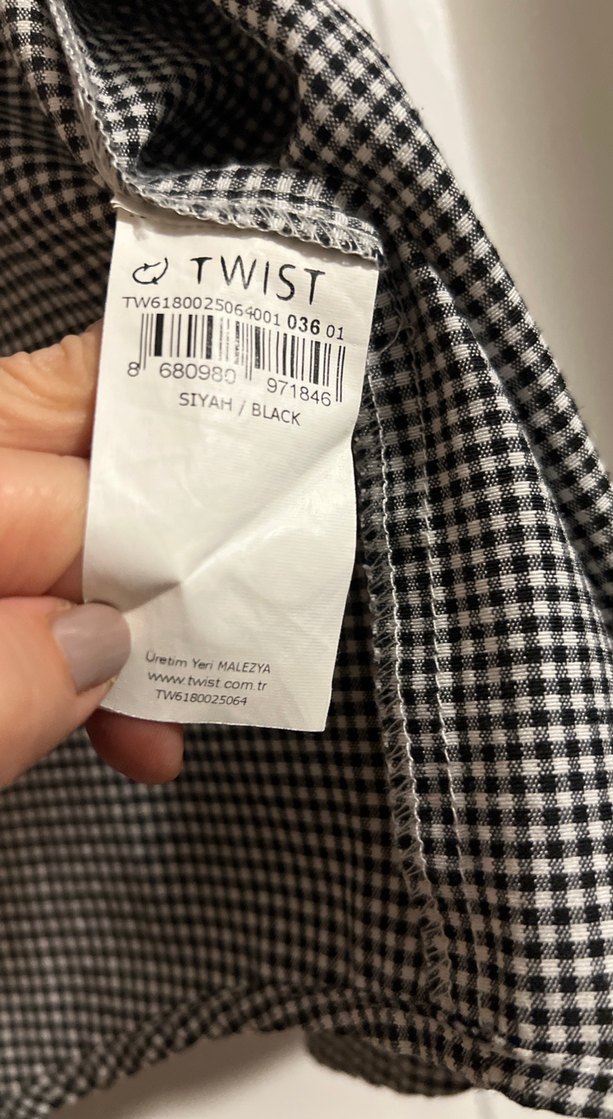 TWIST
TW6180025064001 036 01
8 680980 971846
SIYAH / BLACK
Üretim Yeri MALEZYA
www.twist.com.tr
TW6180025064